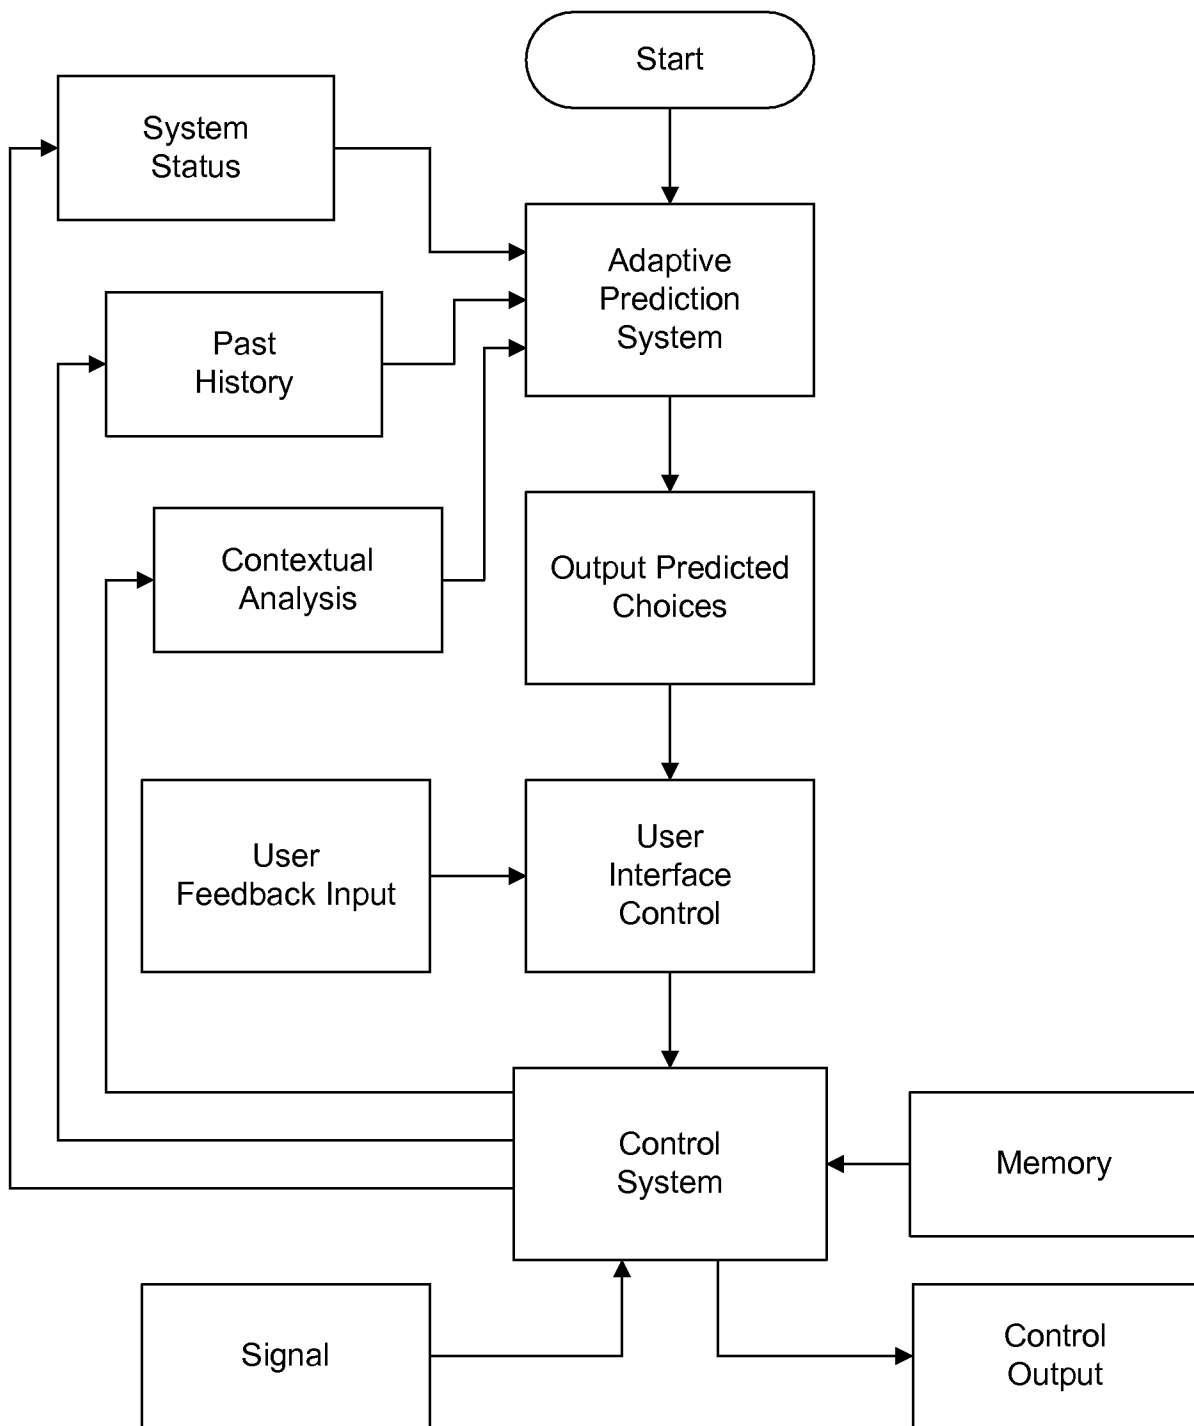 Start
System
Status
Adaptive
Prediction
System
Past
History
Contextual
Analysis
Output Predicted
Choices
User
Feedback Input
User
Interface
Control
Control
System
Memory
Signal
Control
Output